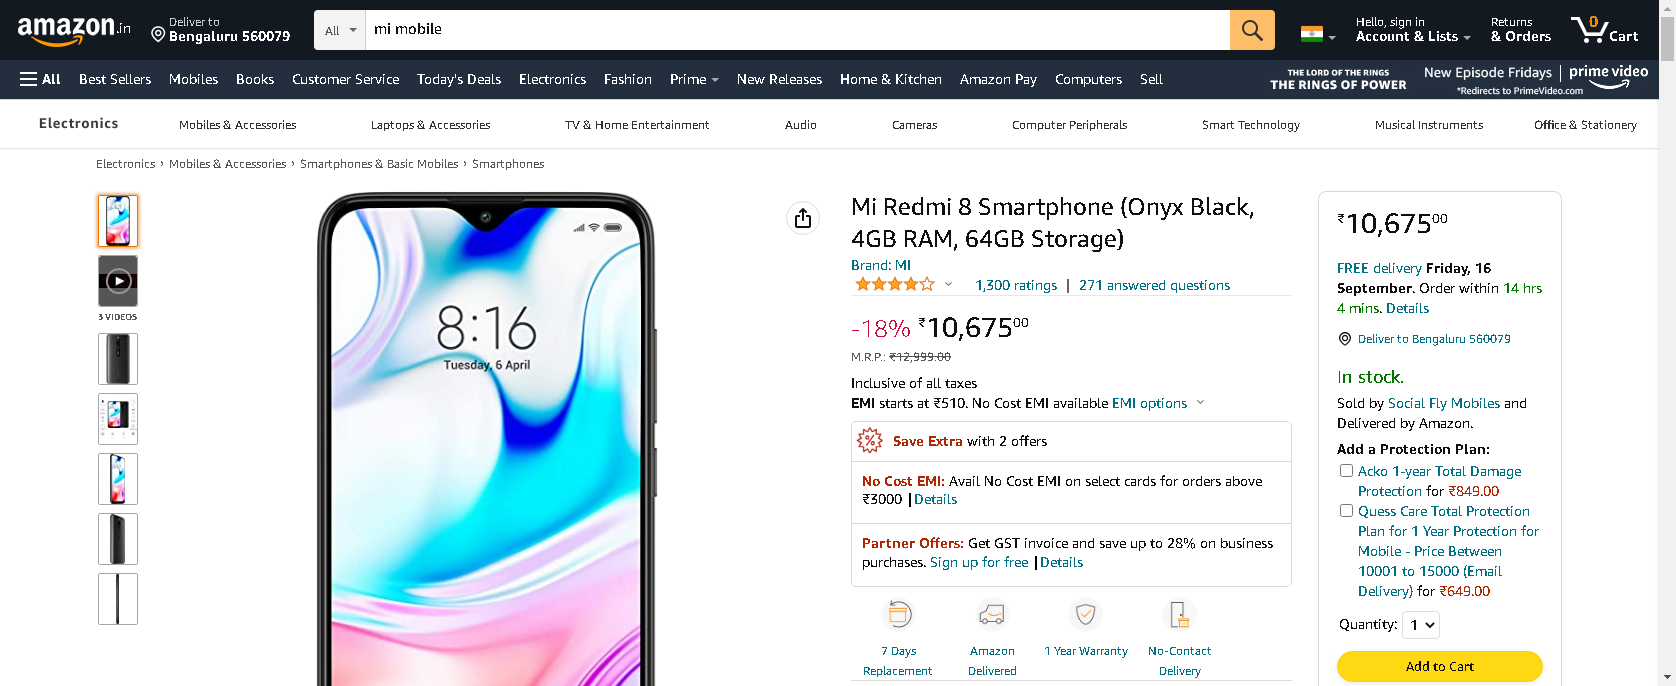 amazon.in
Deliver to
Bengaluru 560079
All
mi mobile
Hello, sign in
Account & Lists
Returns
& Orders
0
Cart
All
Best Sellers
Mobiles
Books
Customer Service
Today's Deals
Electronics
Fashion
Prime
New Releases
Home & Kitchen
Amazon Pay
Computers
Sell
THE LORD OF THE RINGS
THE RINGS OF POWER
New Episode Fridays
*Redirects to PrimeVideo.com
prime video
Electronics
Mobiles & Accessories
Laptops & Accessories
TV & Home Entertainment
Audio
Cameras
Computer Peripherals
Smart Technology
Musical Instruments
Office & Stationery
Electronics › Mobiles & Accessories › Smartphones & Basic Mobiles › Smartphones
3 VIDEOS
8:16
Tuesday, 6 April
Mi Redmi 8 Smartphone (Onyx Black,
4GB RAM, 64GB Storage)
Brand: MI
1,300 ratings | 271 answered questions
-18% ₹10,67500
M.R.P.: ₹12,999.00
Inclusive of all taxes
EMI starts at ₹510. No Cost EMI available EMI options
Save Extra with 2 offers
No Cost EMI: Avail No Cost EMI on select cards for orders above
₹3000 |Details
Partner Offers: Get GST invoice and save up to 28% on business
purchases. Sign up for free |Details
7 Days
Replacement
Amazon
Delivered
1 Year Warranty
No-Contact
Delivery
₹10,67500
FREE delivery Friday, 16
September. Order within 14 hrs
4 mins. Details
Deliver to Bengaluru 560079
In stock.
Sold by Social Fly Mobiles and
Delivered by Amazon.
Add a Protection Plan:
Acko 1-year Total Damage
Protection for ₹849.00
Quess Care Total Protection
Plan for 1 Year Protection for
Mobile - Price Between
10001 to 15000 (Email
Delivery) for ₹649.00
Quantity: 1
Add to Cart